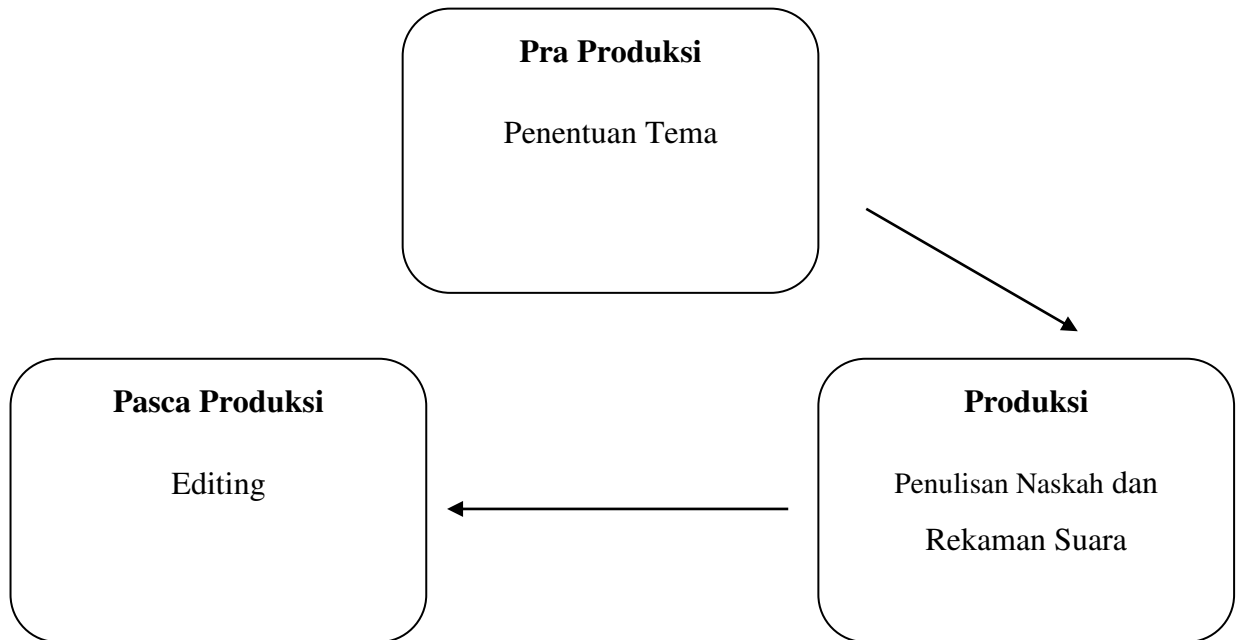 Pra Produksi
Penentuan Tema
Pasca Produksi
Editing
Produksi
Penulisan Naskah dan
Rekaman Suara